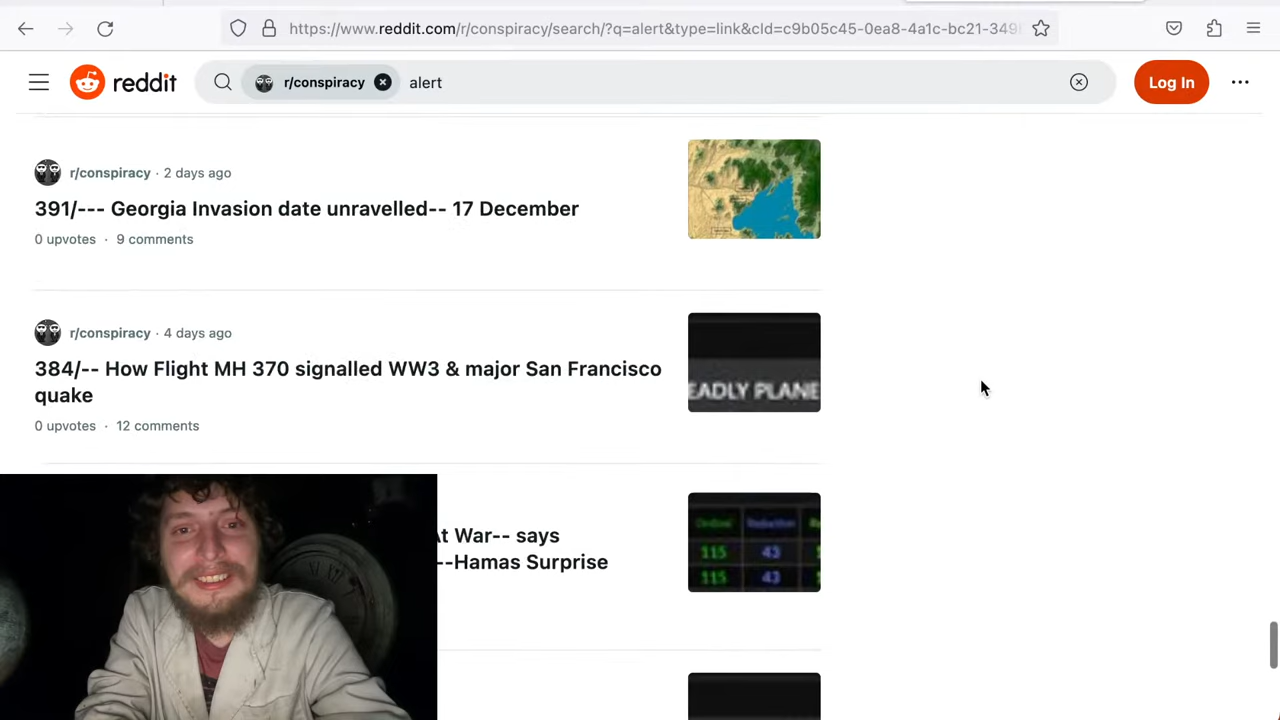 https://www.reddit.com/r/conspiracy/search/?q=alert&type=link&cId=c9b05c45-0ea8-4a1c-bc21-349
reddit
r/conspiracy
alert
Log In
r/conspiracy · 2 days ago
391/--- Georgia Invasion date unravelled-- 17 December
0 upvotes · 9 comments
r/conspiracy · 4 days ago
384/-- How Flight MH 370 signalled WW3 & major San Francisco
quake
0 upvotes · 12 comments
EADLY PLANE
At War-- says
--Hamas Surprise
Reduction
115 43
115 43